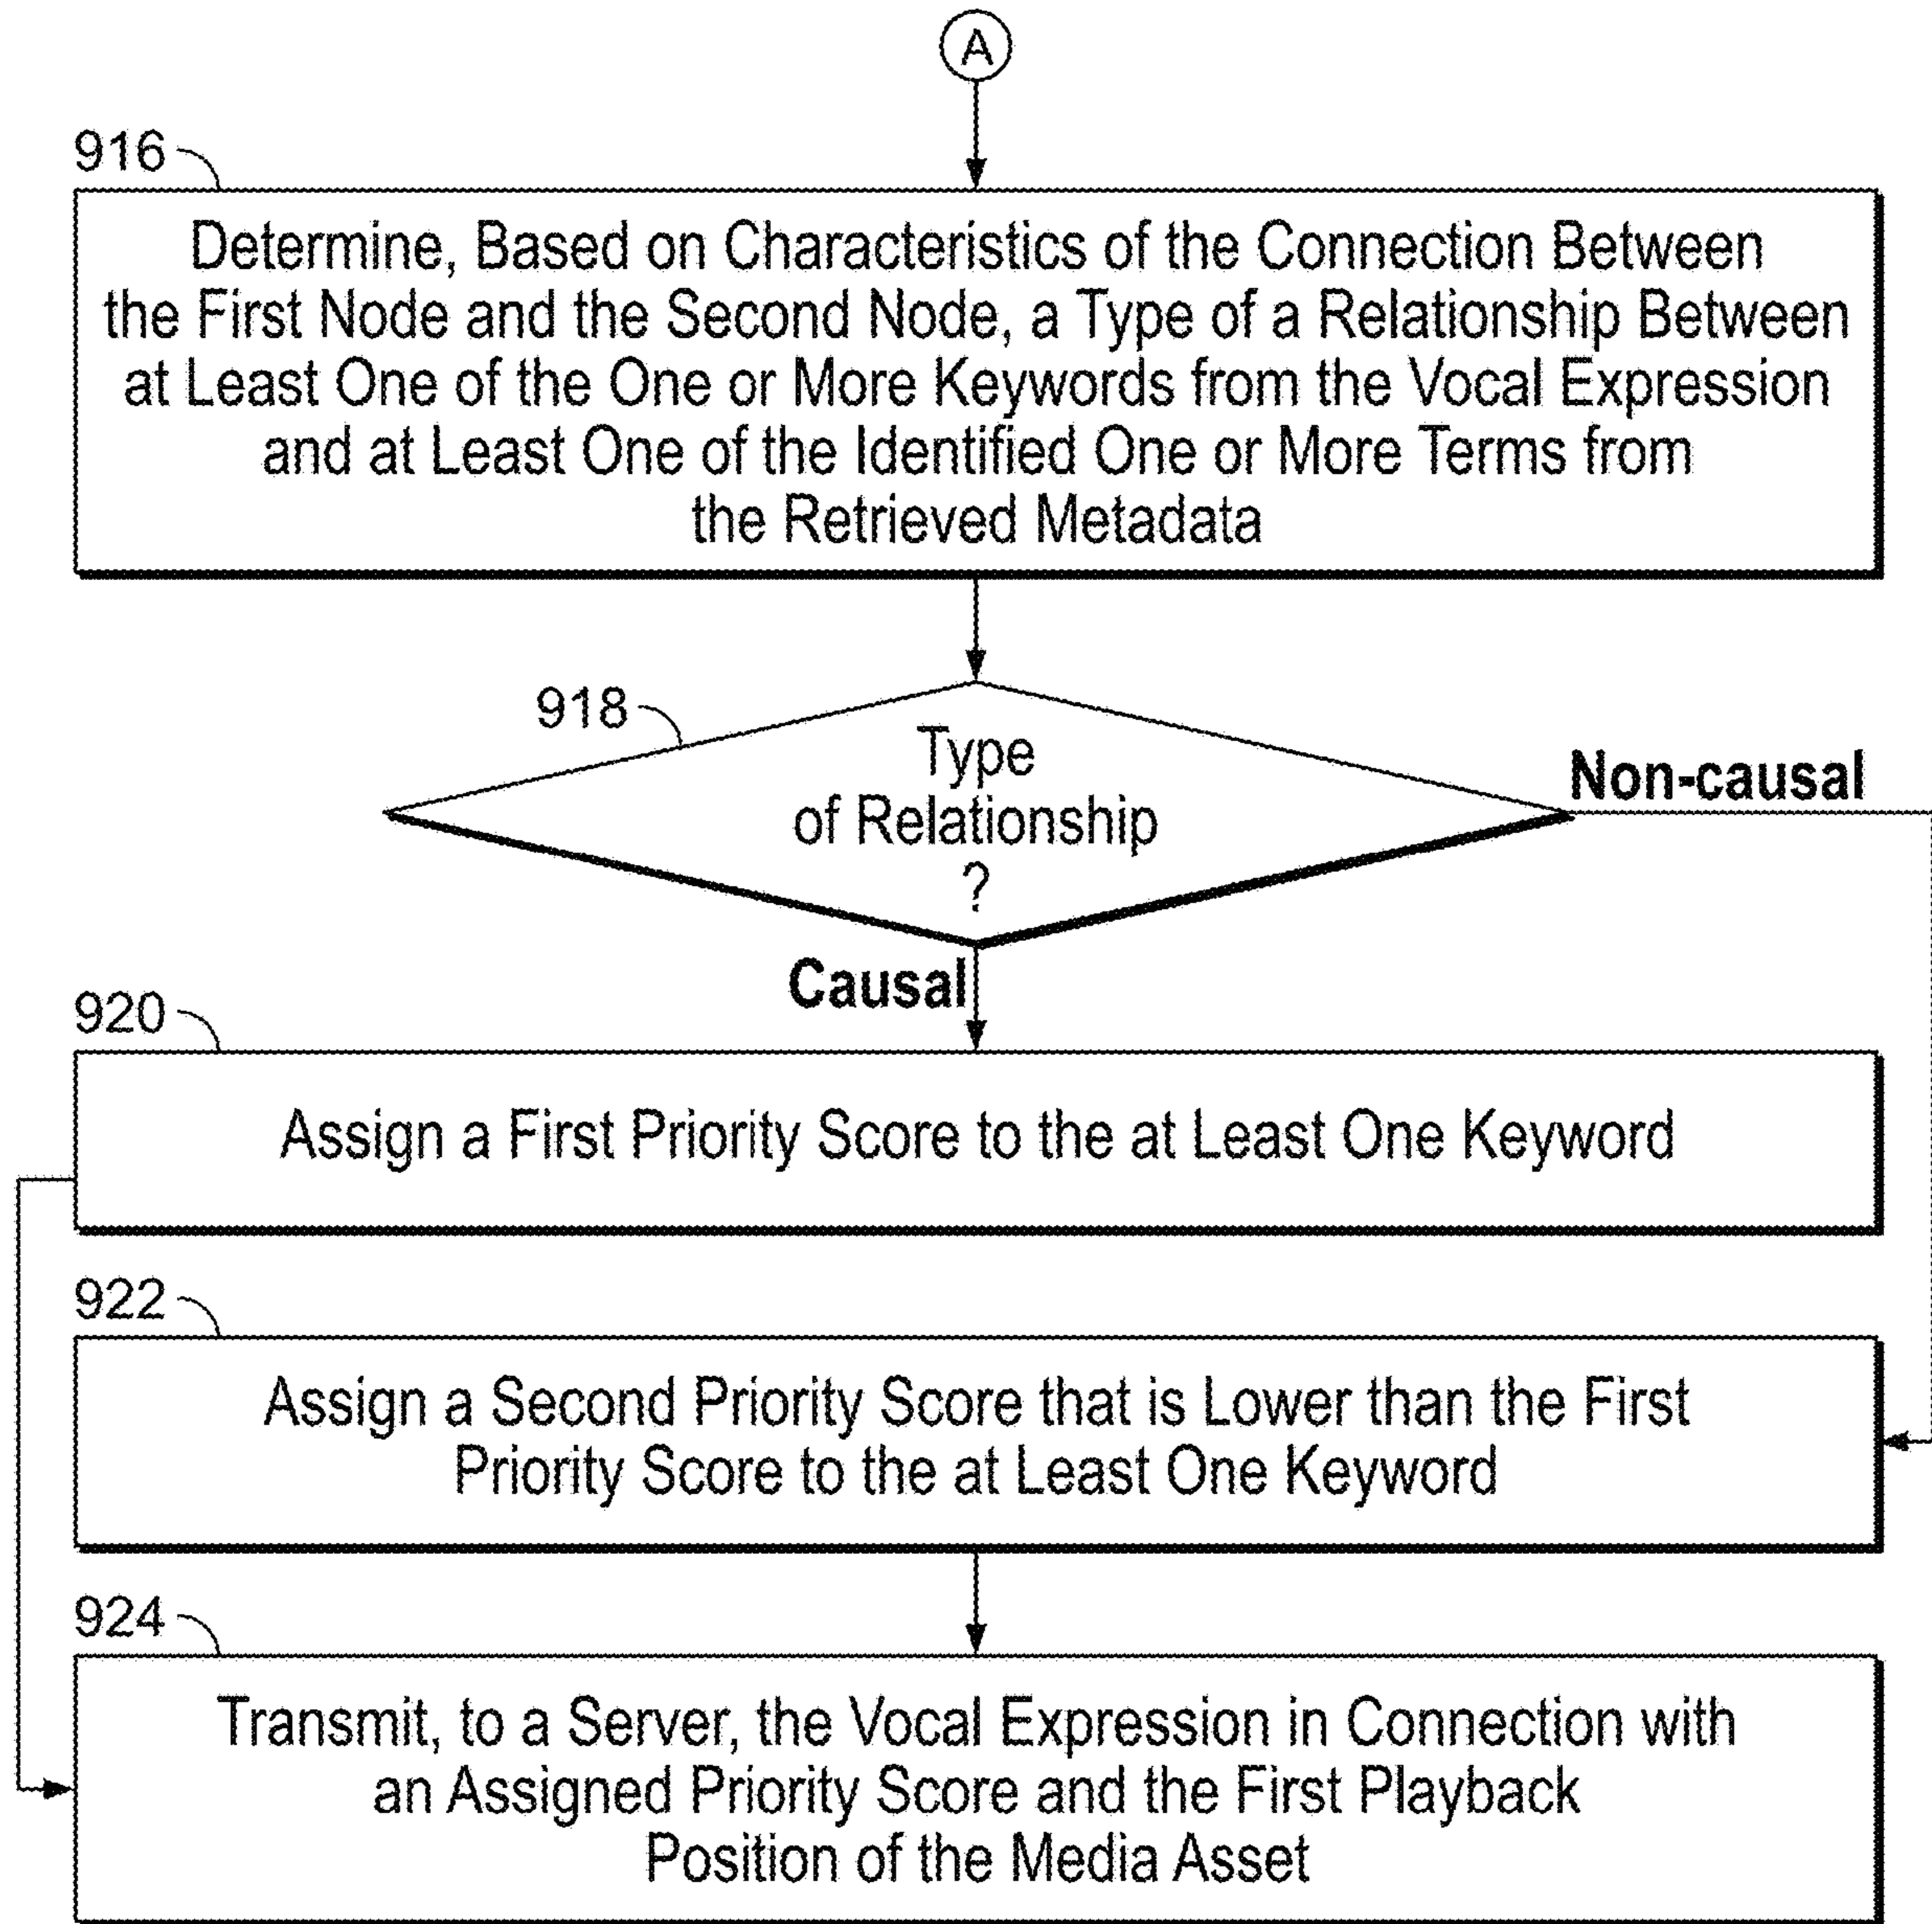 A
916
Determine, Based on Characteristics of the Connection Between
the First Node and the Second Node, a Type of a Relationship Between
at Least One of the One or More Keywords from the Vocal Expression
and at Least One of the Identified One or More Terms from
the Retrieved Metadata
918
Type
of Relationship
?
Non-causal
Causal
920
Assign a First Priority Score to the at Least One Keyword
922
Assign a Second Priority Score that is Lower than the First
Priority Score to the at Least One Keyword
924
Transmit, to a Server, the Vocal Expression in Connection with
an Assigned Priority Score and the First Playback
Position of the Media Asset